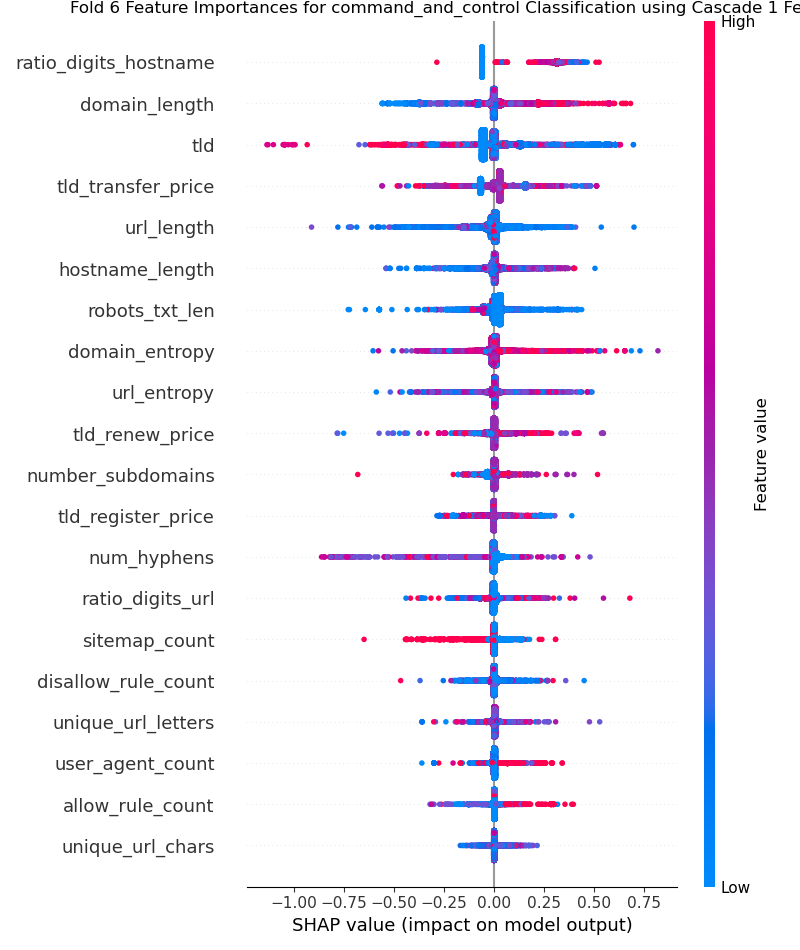 Fold 6 Feature Importances for command_and_control Classification using Cascade 1 Fe
High
ratio_digits_hostname
domain_length
tld
tld_transfer_price
url_length
hostname_length
robots_txt_len
domain_entropy
url_entropy
tld_renew_price
number_subdomains
tld_register_price
num_hyphens
ratio_digits_url
sitemap_count
disallow_rule_count
unique_url_letters
user_agent_count
allow_rule_count
unique_url_chars
Feature value
Low
−1.00 −0.75 −0.50 −0.25 0.00 0.25 0.50 0.75
SHAP value (impact on model output)